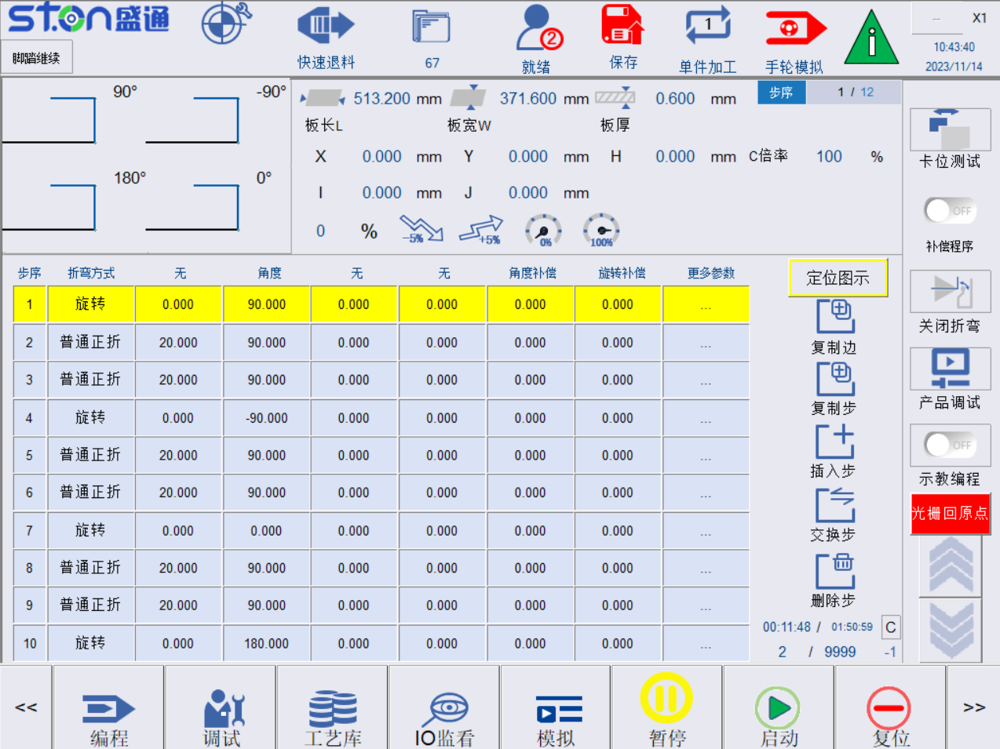 STON盛通
脚踏继续
快速退料
67
2
就绪
保存
1
单件加工
手轮模拟
i
--
X1
10:43:40
2023/11/14
90°
-90°
180°
0°
513.200 mm
371.600 mm
0.600 mm
步序
1 / 12
板长L
板宽W
板厚
X 0.000 mm Y 0.000 mm H 0.000 mm C倍率 100 %
I 0.000 mm J 0.000 mm
0 % -5% +5% 0% 100%
卡位测试
OFF
补偿程序
关闭折弯
产品调试
OFF
示教编程
光栅回原点
步序 折弯方式 无 角度 无 无 角度补偿 旋转补偿 更多参数
1 旋转 0.000 90.000 0.000 0.000 0.000 0.000 ...
2 普通正折 20.000 90.000 0.000 0.000 0.000 0.000 ...
3 普通正折 20.000 90.000 0.000 0.000 0.000 0.000 ...
4 旋转 0.000 -90.000 0.000 0.000 0.000 0.000 ...
5 普通正折 20.000 90.000 0.000 0.000 0.000 0.000 ...
6 普通正折 20.000 90.000 0.000 0.000 0.000 0.000 ...
7 旋转 0.000 0.000 0.000 0.000 0.000 0.000 ...
8 普通正折 20.000 90.000 0.000 0.000 0.000 0.000 ...
9 普通正折 20.000 90.000 0.000 0.000 0.000 0.000 ...
10 旋转 0.000 180.000 0.000 0.000 0.000 0.000 ...
定位图示
复制边
复制步
插入步
交换步
删除步
00:11:48 / 01:50:59 C
2 / 9999 -1
<< 编程 调试 工艺库 IO监看 模拟 暂停 启动 复位 >>